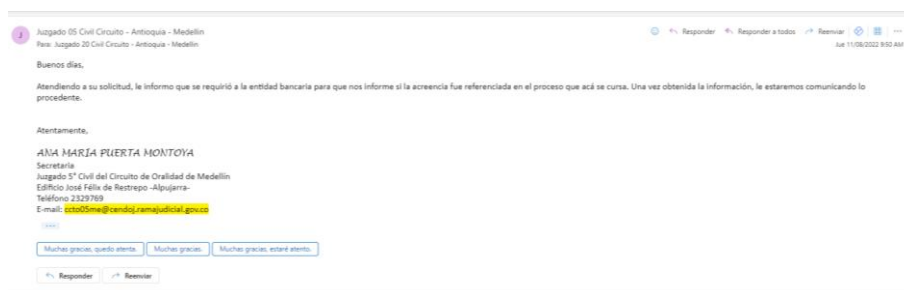 J
Juzgado 05 Civil Circuito - Antioquia - Medellín
Responder
Responder a todos
Reenviar
Para: Juzgado 20 Civil Circuito - Antioquia - Medellín
Jue 11/08/2022 9:50 AM
Buenos días,
Atendiendo a su solicitud, le informo que se requirió a la entidad bancaria para que nos informe si la acreencia fue referenciada en el proceso que acá se cursa. Una vez obtenida la información, le estaremos comunicando lo
procedente.
Atentamente,
ANA MARÍA PUERTA MONTOYA
Secretaria
Juzgado 5° Civil del Circuito de Oralidad de Medellín
Edificio José Félix de Restrepo -Alpujarra-
Teléfono 2329769
E-mail: ccto05me@cendoj.ramajudicial.gov.co
Muchas gracias, quedo atenta.
Muchas gracias.
Muchas gracias, estaré atento.
Responder
Reenviar